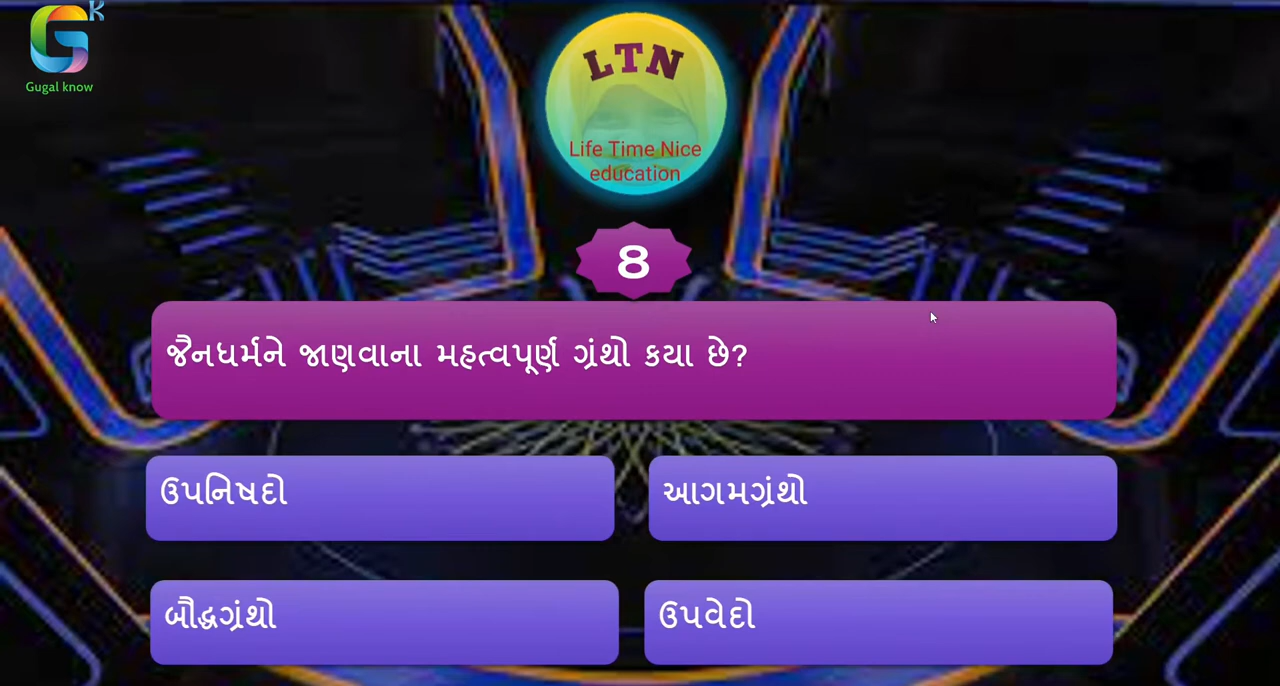 K
G
Gugal know
LTN
Life Time Nice
education
8
જૈનધર્મને જાણવાના મહત્વપૂર્ણ ગ્રંથો કયા છે?
ઉપનિષદો
આગમગ્રંથો
બૌદ્ધગ્રંથો
ઉપવેદો